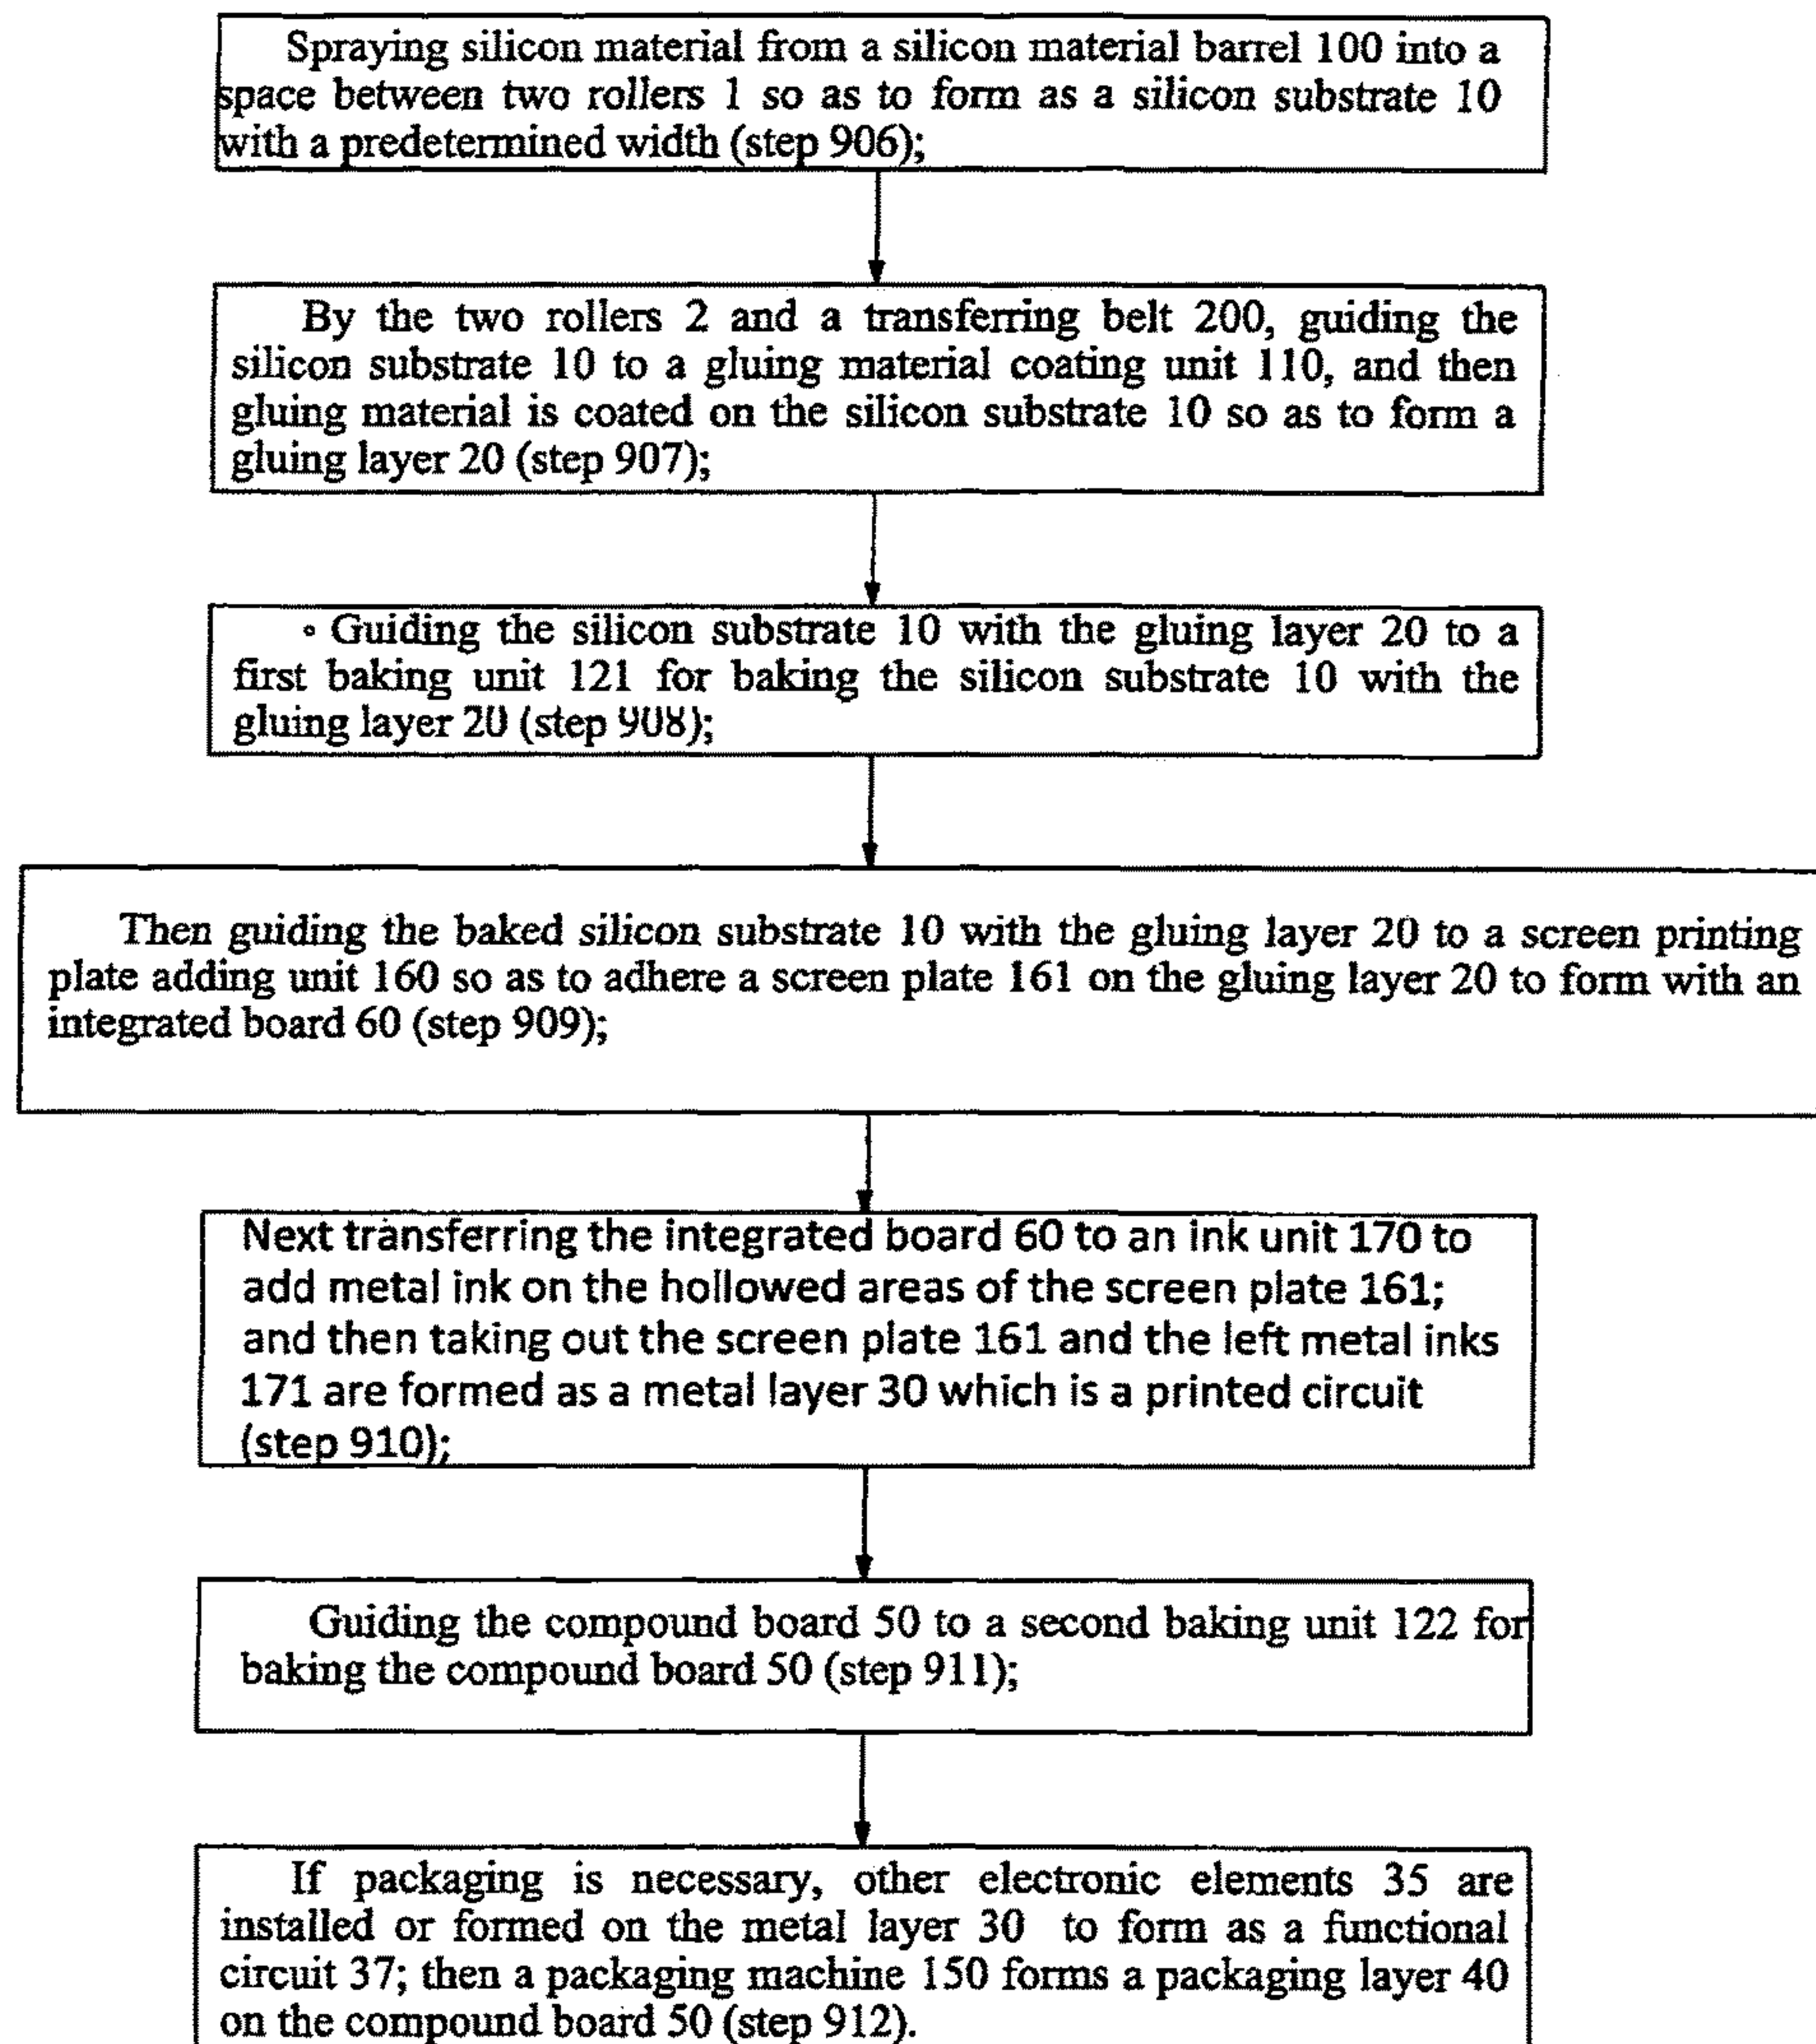 Spraying silicon material from a silicon material barrel 100 into a
space between two rollers 1 so as to form as a silicon substrate 10
with a predetermined width (step 906);
By the two rollers 2 and a transferring belt 200, guiding the
silicon substrate 10 to a gluing material coating unit 110, and then
gluing material is coated on the silicon substrate 10 so as to form a
gluing layer 20 (step 907);
∘ Guiding the silicon substrate 10 with the gluing layer 20 to a
first baking unit 121 for baking the silicon substrate 10 with the
gluing layer 20 (step 908);
Then guiding the baked silicon substrate 10 with the gluing layer 20 to a screen printing
plate adding unit 160 so as to adhere a screen plate 161 on the gluing layer 20 to form with an
integrated board 60 (step 909);
Next transferring the integrated board 60 to an ink unit 170 to
add metal ink on the hollowed areas of the screen plate 161;
and then taking out the screen plate 161 and the left metal inks
171 are formed as a metal layer 30 which is a printed circuit
(step 910);
Guiding the compound board 50 to a second baking unit 122 for
baking the compound board 50 (step 911);
If packaging is necessary, other electronic elements 35 are
installed or formed on the metal layer 30 to form as a functional
circuit 37; then a packaging machine 150 forms a packaging layer 40
on the compound board 50 (step 912).